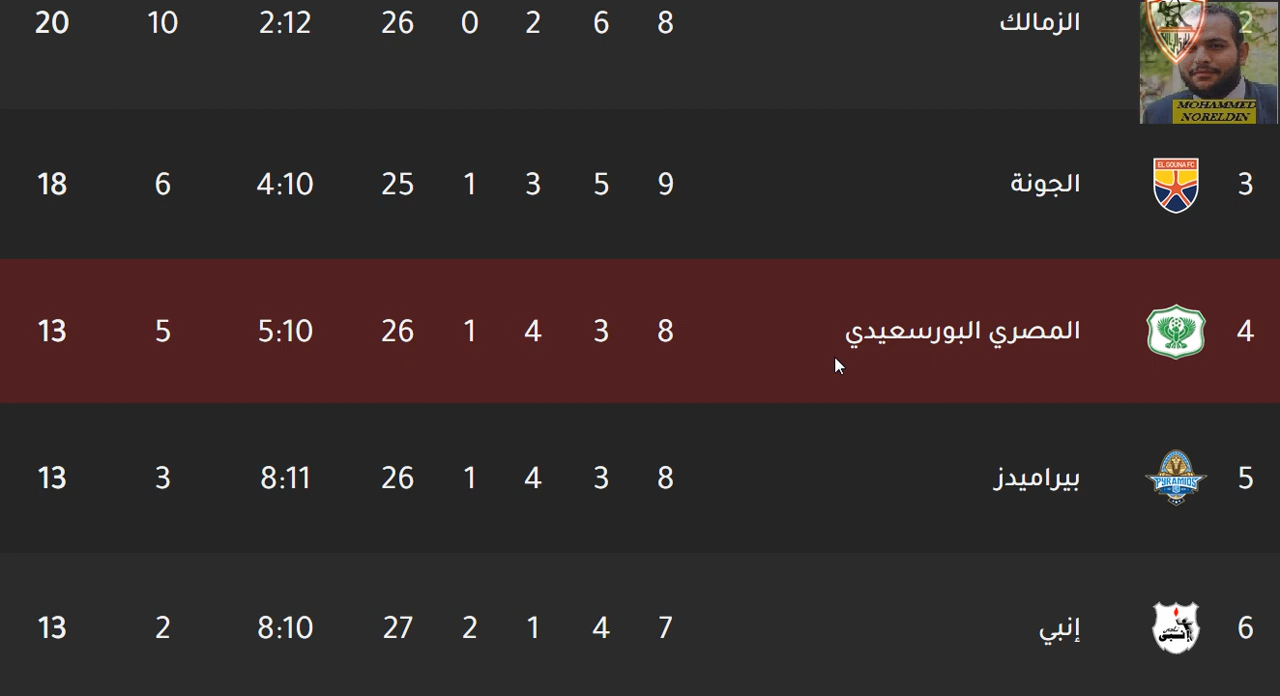 2 الزمالك 8 6 2 0 26 2:12 10 20
MOHAMMED
NORELDIN
EL GOUNA FC
3 الجونة 9 5 3 1 25 4:10 6 18
4 المصري البورسعيدي 8 3 4 1 26 5:10 5 13
5 بيراميدز 8 3 4 1 26 8:11 3 13
PYRAMIDS
6 إنبي 7 4 1 2 27 8:10 2 13
إنبي